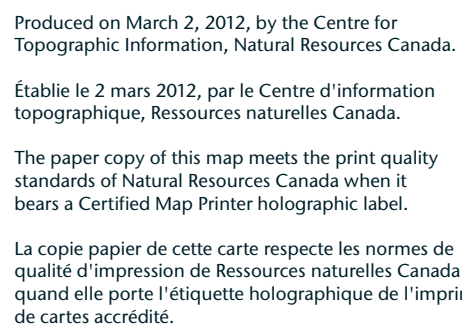 Produced on March 2, 2012, by the Centre for
Topographic Information, Natural Resources Canada.
Établie le 2 mars 2012, par le Centre d'information
topographique, Ressources naturelles Canada.
The paper copy of this map meets the print quality
standards of Natural Resources Canada when it
bears a Certified Map Printer holographic label.
La copie papier de cette carte respecte les normes de
qualité d'impression de Ressources naturelles Canada
quand elle porte l'étiquette holographique de
de cartes accrédité.